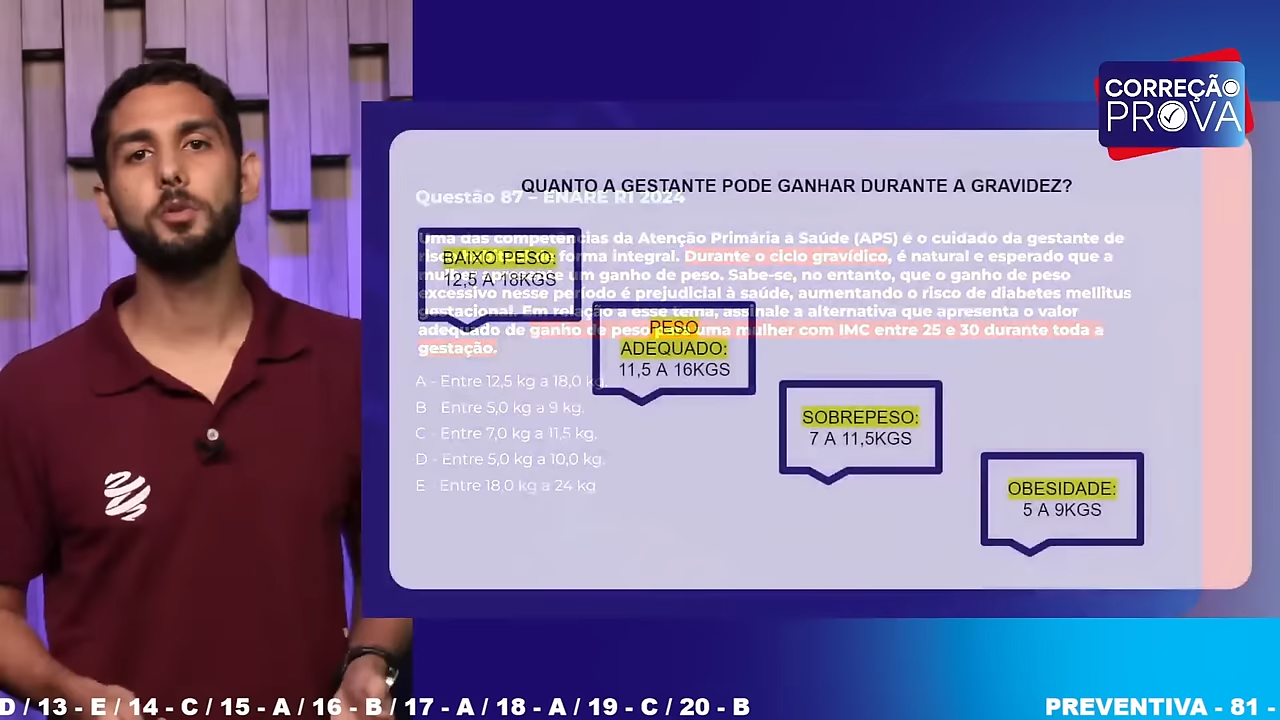 CORREÇÃO
PROVA
QUANTO A GESTANTE PODE GANHAR DURANTE A GRAVIDEZ?
Questão 87 – ENARE R1 2024
Uma das competências da Atenção Primária à Saúde (APS) é o cuidado da gestante de
forma integral. Durante o ciclo gravídico, é natural e esperado que a
um ganho de peso. Sabe-se, no entanto, que o ganho de peso
excessivo nesse período é prejudicial à saúde, aumentando o risco de diabetes mellitus
gestacional. Em relação a esse tema, assinale a alternativa que apresenta o valor
adequado de ganho de peso uma mulher com IMC entre 25 e 30 durante toda a
gestação.
A - Entre 12,5 kg a 18,0 kg.
B - Entre 5,0 kg a 9 kg.
C - Entre 7,0 kg a 11,5 kg.
D - Entre 5,0 kg a 10,0 kg.
E - Entre 18,0 kg a 24 kg
BAIXO PESO:
12,5 A 18KGS
PESO
ADEQUADO:
11,5 A 16KGS
SOBREPESO:
7 A 11,5KGS
OBESIDADE:
5 A 9KGS
D / 13 - E / 14 - C / 15 - A / 16 - B / 17 - A / 18 - A / 19 - C / 20 - B
PREVENTIVA - 81 -